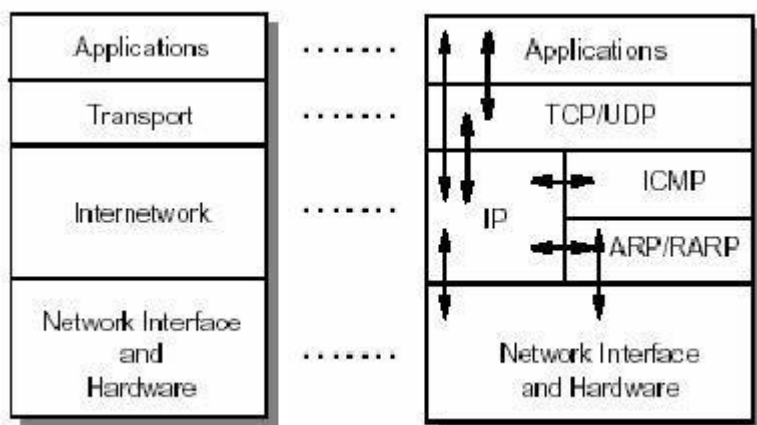 Applications
Transport
Internetwork
Network Interface
and
Hardware
Applications
TCP/UDP
IP
ICMP
ARP/RARP
Network Interface
and Hardware